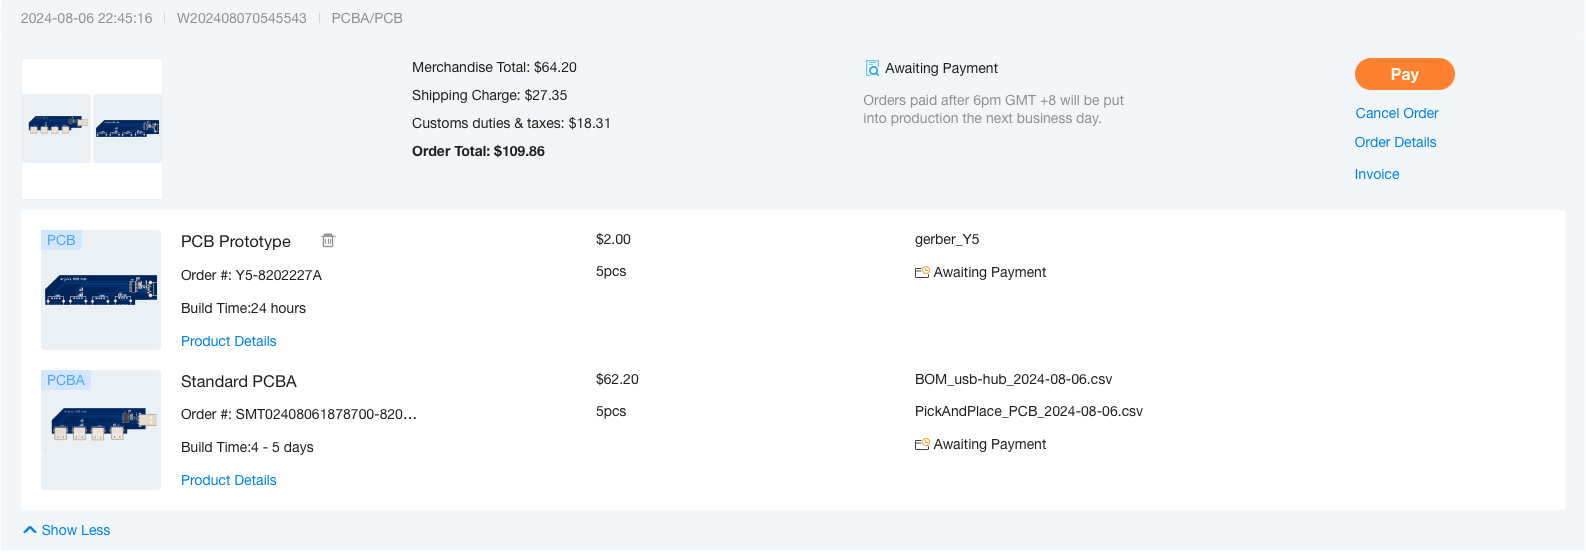 2024-08-06 22:45:16 W202408070545543 PCBA/PCB
Merchandise Total: $64.20
Shipping Charge: $27.35
Customs duties & taxes: $18.31
Order Total: $109.86
Awaiting Payment
Orders paid after 6pm GMT +8 will be put
into production the next business day.
Pay
Cancel Order
Order Details
Invoice
PCB
PCB Prototype
Order #: Y5-8202227A
Build Time:24 hours
Product Details
$2.00
5pcs
gerber_Y5
Awaiting Payment
PCBA
Standard PCBA
Order #: SMT02408061878700-820...
Build Time:4 - 5 days
Product Details
$62.20
5pcs
BOM_usb-hub_2024-08-06.csv
PickAndPlace_PCB_2024-08-06.csv
Awaiting Payment
Show Less